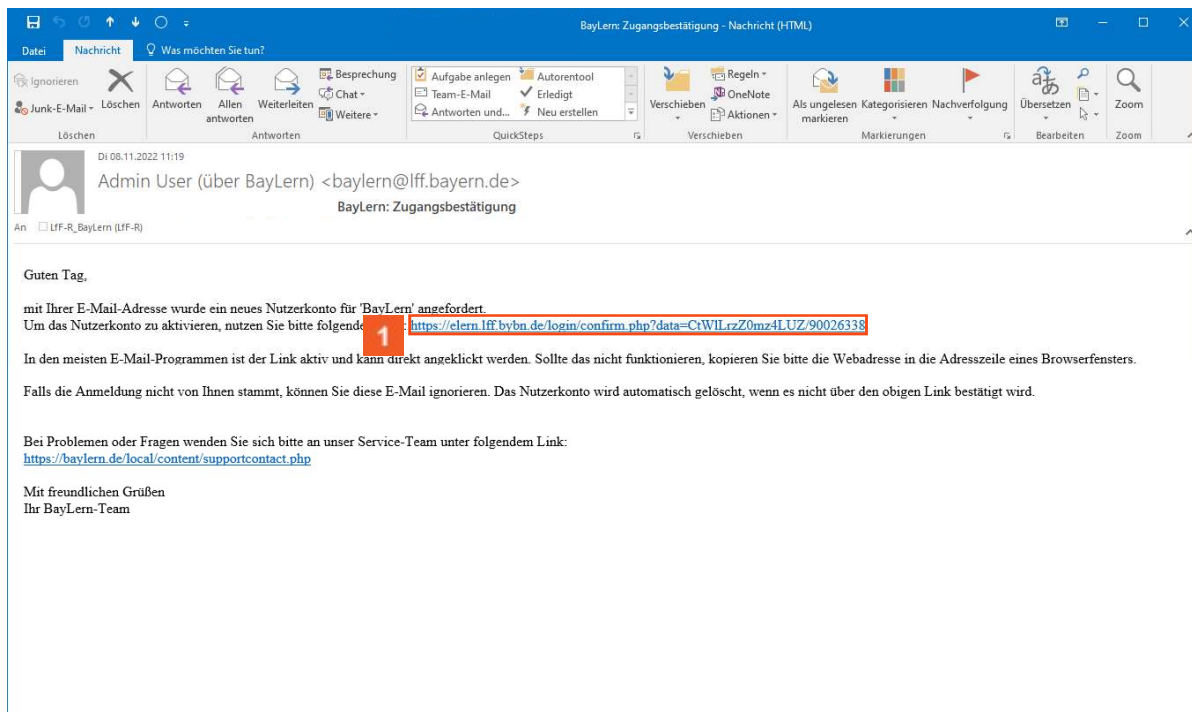 BayLern: Zugangsbestätigung - Nachricht (HTML)
Datei Nachricht Was möchten Sie tun?
Ignorieren
Junk-E-Mail
Löschen
Antworten
Allen antworten
Weiterleiten
Besprechung
Chat
Weitere
Aufgabe anlegen
Team-E-Mail
Antworten und...
Autorentool
Erledigt
Neu erstellen
Verschieben
Regeln
OneNote
Aktionen
Als ungelesen markieren
Kategorisieren
Nachverfolgung
Übersetzen
Zoom
Löschen Antworten QuickSteps Verschieben Markierungen Bearbeiten Zoom
Di 08.11.2022 11:19
Admin User (über BayLern) <baylern@lff.bayern.de>
BayLern: Zugangsbestätigung
An LfF-R_BayLern (LfF-R)
Guten Tag,
mit Ihrer E-Mail-Adresse wurde ein neues Nutzerkonto für 'BayLern' angefordert.
Um das Nutzerkonto zu aktivieren, nutzen Sie bitte folgende 1 : https://elern.lff.bybn.de/login/confirm.php?data=CtWlLrzZ0mz4LUZ/90026338
In den meisten E-Mail-Programmen ist der Link aktiv und kann direkt angeklickt werden. Sollte das nicht funktionieren, kopieren Sie bitte die Webadresse in die Adresszeile eines Browserfensters.
Falls die Anmeldung nicht von Ihnen stammt, können Sie diese E-Mail ignorieren. Das Nutzerkonto wird automatisch gelöscht, wenn es nicht über den obigen Link bestätigt wird.
Bei Problemen oder Fragen wenden Sie sich bitte an unser Service-Team unter folgendem Link:
https://baylern.de/local/content/supportcontact.php
Mit freundlichen Grüßen
Ihr BayLern-Team